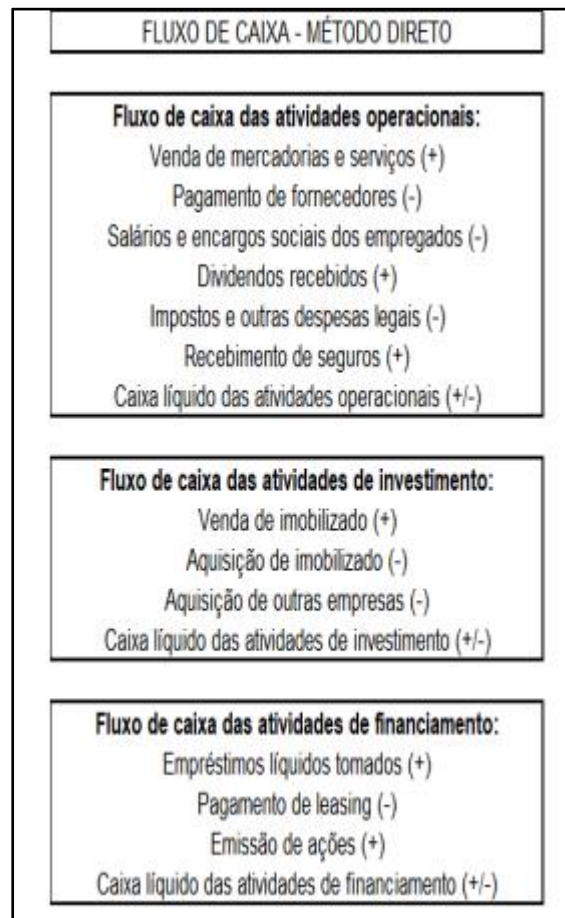 FLUXO DE CAIXA - MÉTODO DIRETO
Fluxo de caixa das atividades operacionais:
Venda de mercadorias e serviços (+)
Pagamento de fornecedores (-)
Salários e encargos sociais dos empregados (-)
Dividendos recebidos (+)
Impostos e outras despesas legais (-)
Recebimento de seguros (+)
Caixa líquido das atividades operacionais (+/-)
Fluxo de caixa das atividades de investimento:
Venda de imobilizado (+)
Aquisição de imobilizado (-)
Aquisição de outras empresas (-)
Caixa líquido das atividades de investimento (+/-)
Fluxo de caixa das atividades de financiamento:
Empréstimos líquidos tomados (+)
Pagamento de leasing (-)
Emissão de ações (+)
Caixa líquido das atividades de financiamento (+/-)